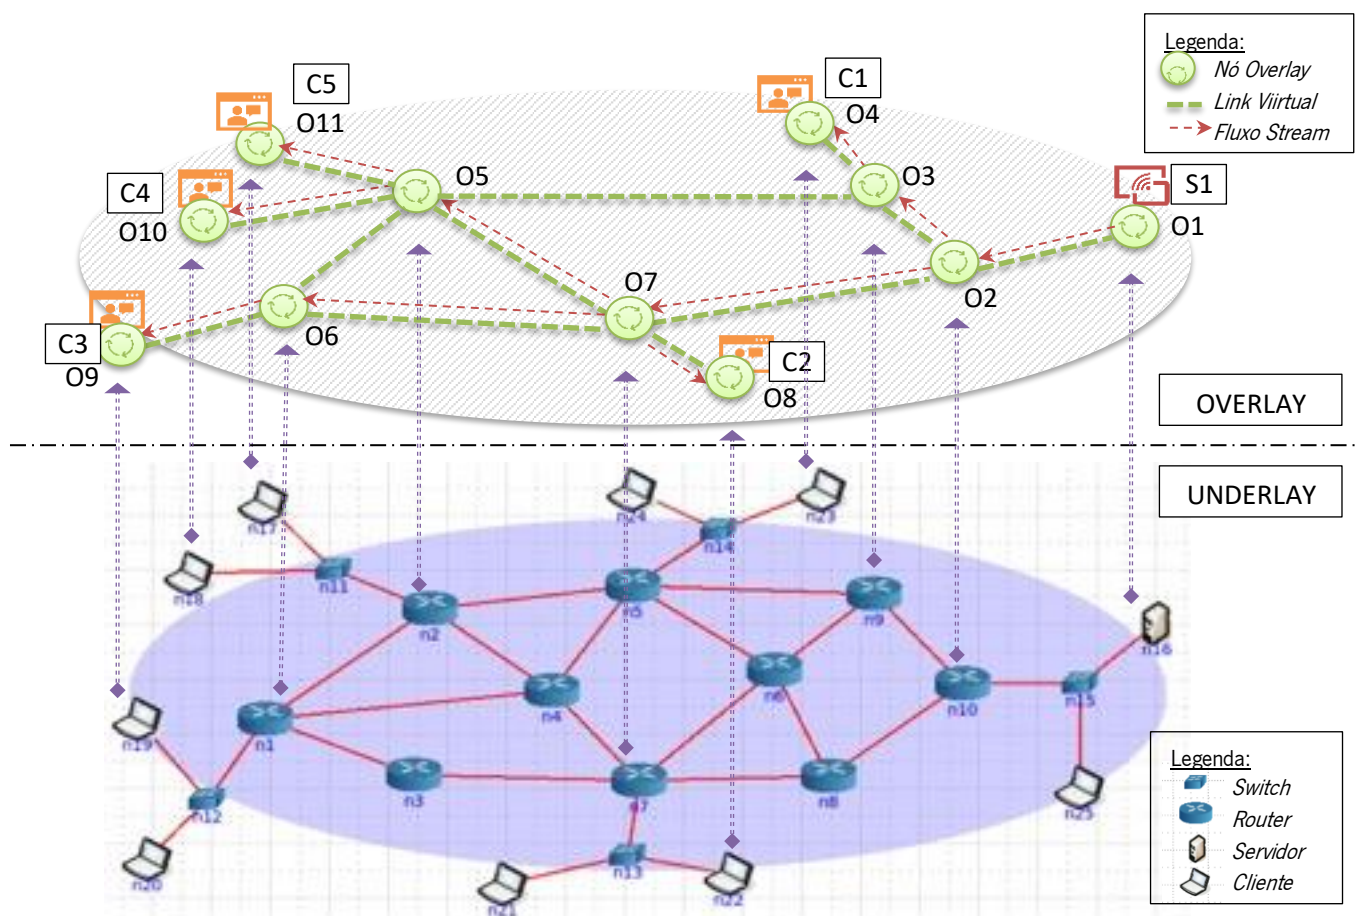 Legenda:
Nó Overlay
Link Viirtual
Fluxo Stream
C5
O11
C1
O4
C4
O10
O5
O3
S1
O1
O7
O2
C3
O9
O6
C2
O8
OVERLAY
UNDERLAY
n17
n24
n23
n14
n18
n11
n2
n5
n9
n16
n19
n1
n4
n6
n10
n15
n3
n7
n8
n25
n12
n20
n13
n21
n22
Legenda:
Switch
Router
Servidor
Cliente